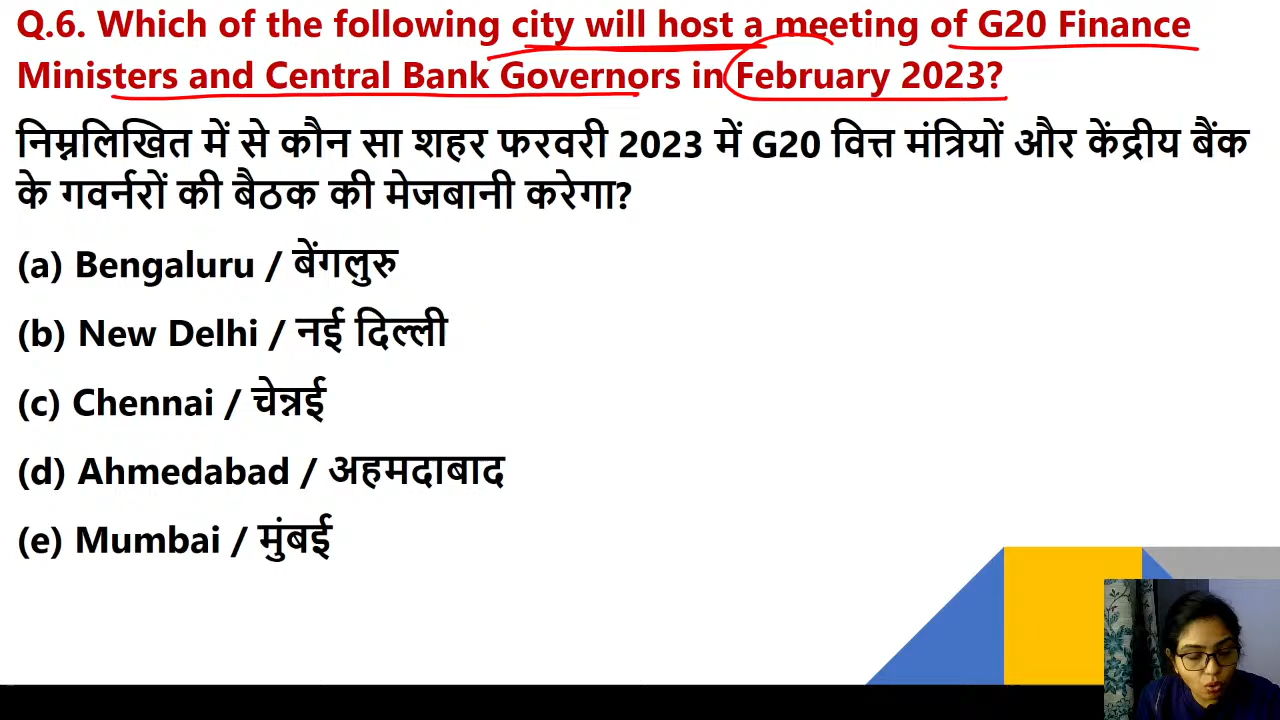 Q.6. Which of the following city will host a meeting of G20 Finance
Ministers and Central Bank Governors in February 2023?
निम्नलिखित में से कौन सा शहर फरवरी 2023 में G20 वित्त मंत्रियों और केंद्रीय बैंक
के गवर्नरों की बैठक की मेजबानी करेगा?
(a) Bengaluru / बेंगलुरु
(b) New Delhi / नई दिल्ली
(c) Chennai / चेन्नई
(d) Ahmedabad / अहमदाबाद
(e) Mumbai / मुंबई